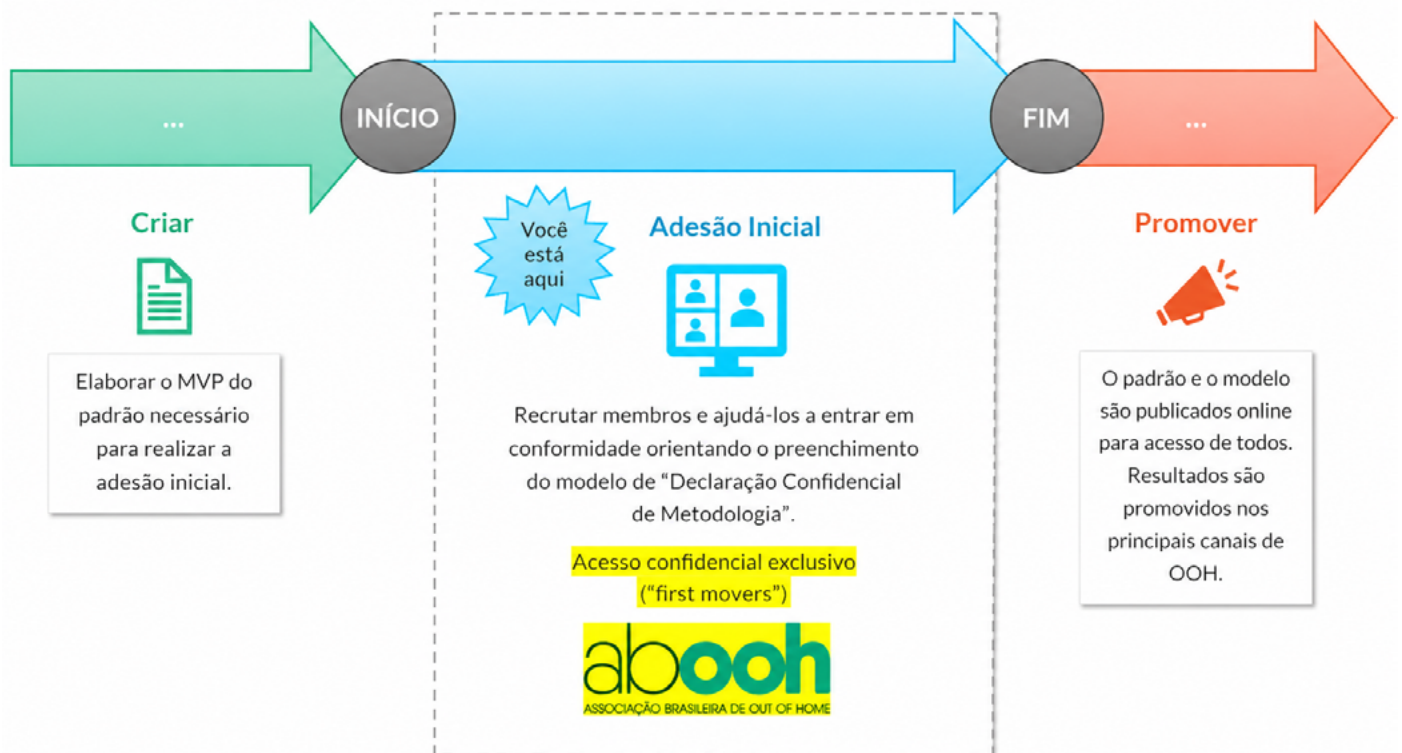 ...
INÍCIO
FIM
...
Criar
Elaborar o MVP do
padrão necessário
para realizar a
adesão inicial.
Você
está
aqui
Adesão Inicial
Recrutar membros e ajudá-los a entrar em
conformidade orientando o preenchimento
do modelo de “Declaração Confidencial
de Metodologia”.
Acesso confidencial exclusivo
(“first movers”)
abooh
ASSOCIAÇÃO BRASILEIRA DE OUT OF HOME
Promover
O padrão e o modelo
são publicados online
para acesso de todos.
Resultados são
promovidos nos
principais canais de
OOH.